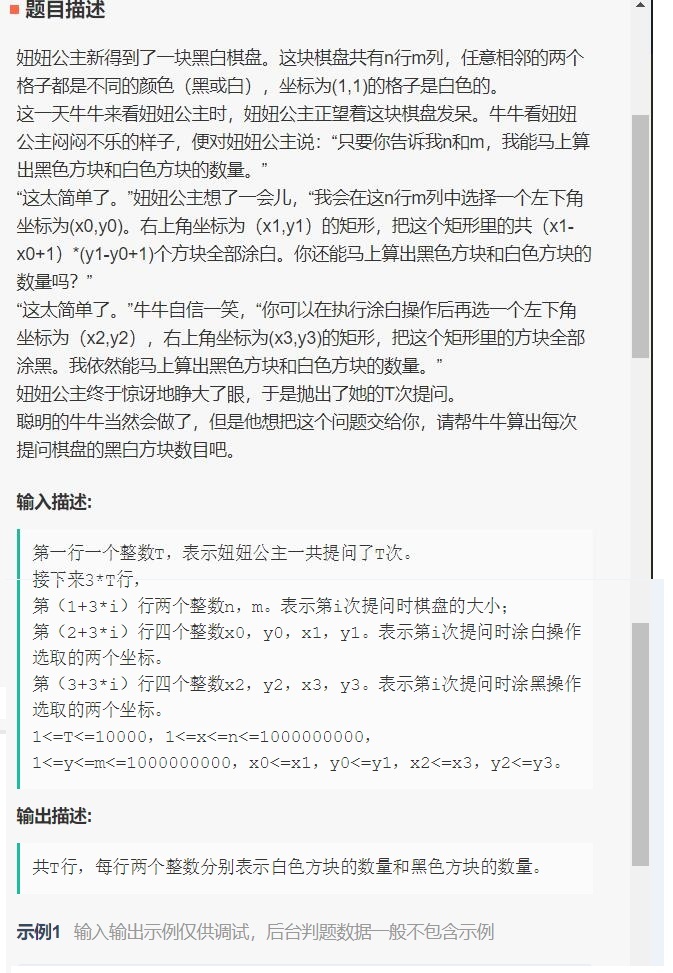 题目描述
妞妞公主新得到了一块黑白棋盘。这块棋盘共有n行m列，任意相邻的两个
格子都是不同的颜色（黑或白），坐标为(1,1)的格子是白色的。
这一天牛牛来看妞妞公主时，妞妞公主正望着这块棋盘发呆。牛牛看妞妞
公主闷闷不乐的样子，便对妞妞公主说：“只要你告诉我n和m，我能马上算
出黑色方块和白色方块的数量。”
“这太简单了。”妞妞公主想了一会儿，“我会在这n行m列中选择一个左下角
坐标为(x0,y0)。右上角坐标为（x1,y1）的矩形，把这个矩形里的共（x1-
x0+1）*(y1-y0+1)个方块全部涂白。你还能马上算出黑色方块和白色方块的
数量吗？”
“这太简单了。”牛牛自信一笑，“你可以在执行涂白操作后再选一个左下角
坐标为（x2,y2），右上角坐标为(x3,y3)的矩形，把这个矩形里的方块全部
涂黑。我依然能马上算出黑色方块和白色方块的数量。”
妞妞公主终于惊讶地睁大了眼，于是抛出了她的T次提问。
聪明的牛牛当然会做了，但是他想把这个问题交给你，请帮牛牛算出每次
提问棋盘的黑白方块数目吧。
输入描述:
第一行一个整数T，表示妞妞公主一共提问了T次。
接下来3*T行，
第（1+3*i）行两个整数n，m。表示第i次提问时棋盘的大小；
第（2+3*i）行四个整数x0，y0，x1，y1。表示第i次提问时涂白操作
选取的两个坐标。
第（3+3*i）行四个整数x2，y2，x3，y3。表示第i次提问时涂黑操作
选取的两个坐标。
1<=T<=10000，1<=x<=n<=1000000000，
1<=y<=m<=1000000000，x0<=x1，y0<=y1，x2<=x3，y2<=y3。
输出描述:
共T行，每行两个整数分别表示白色方块的数量和黑色方块的数量。
示例1 输入输出示例仅供调试，后台判题数据一般不包含示例